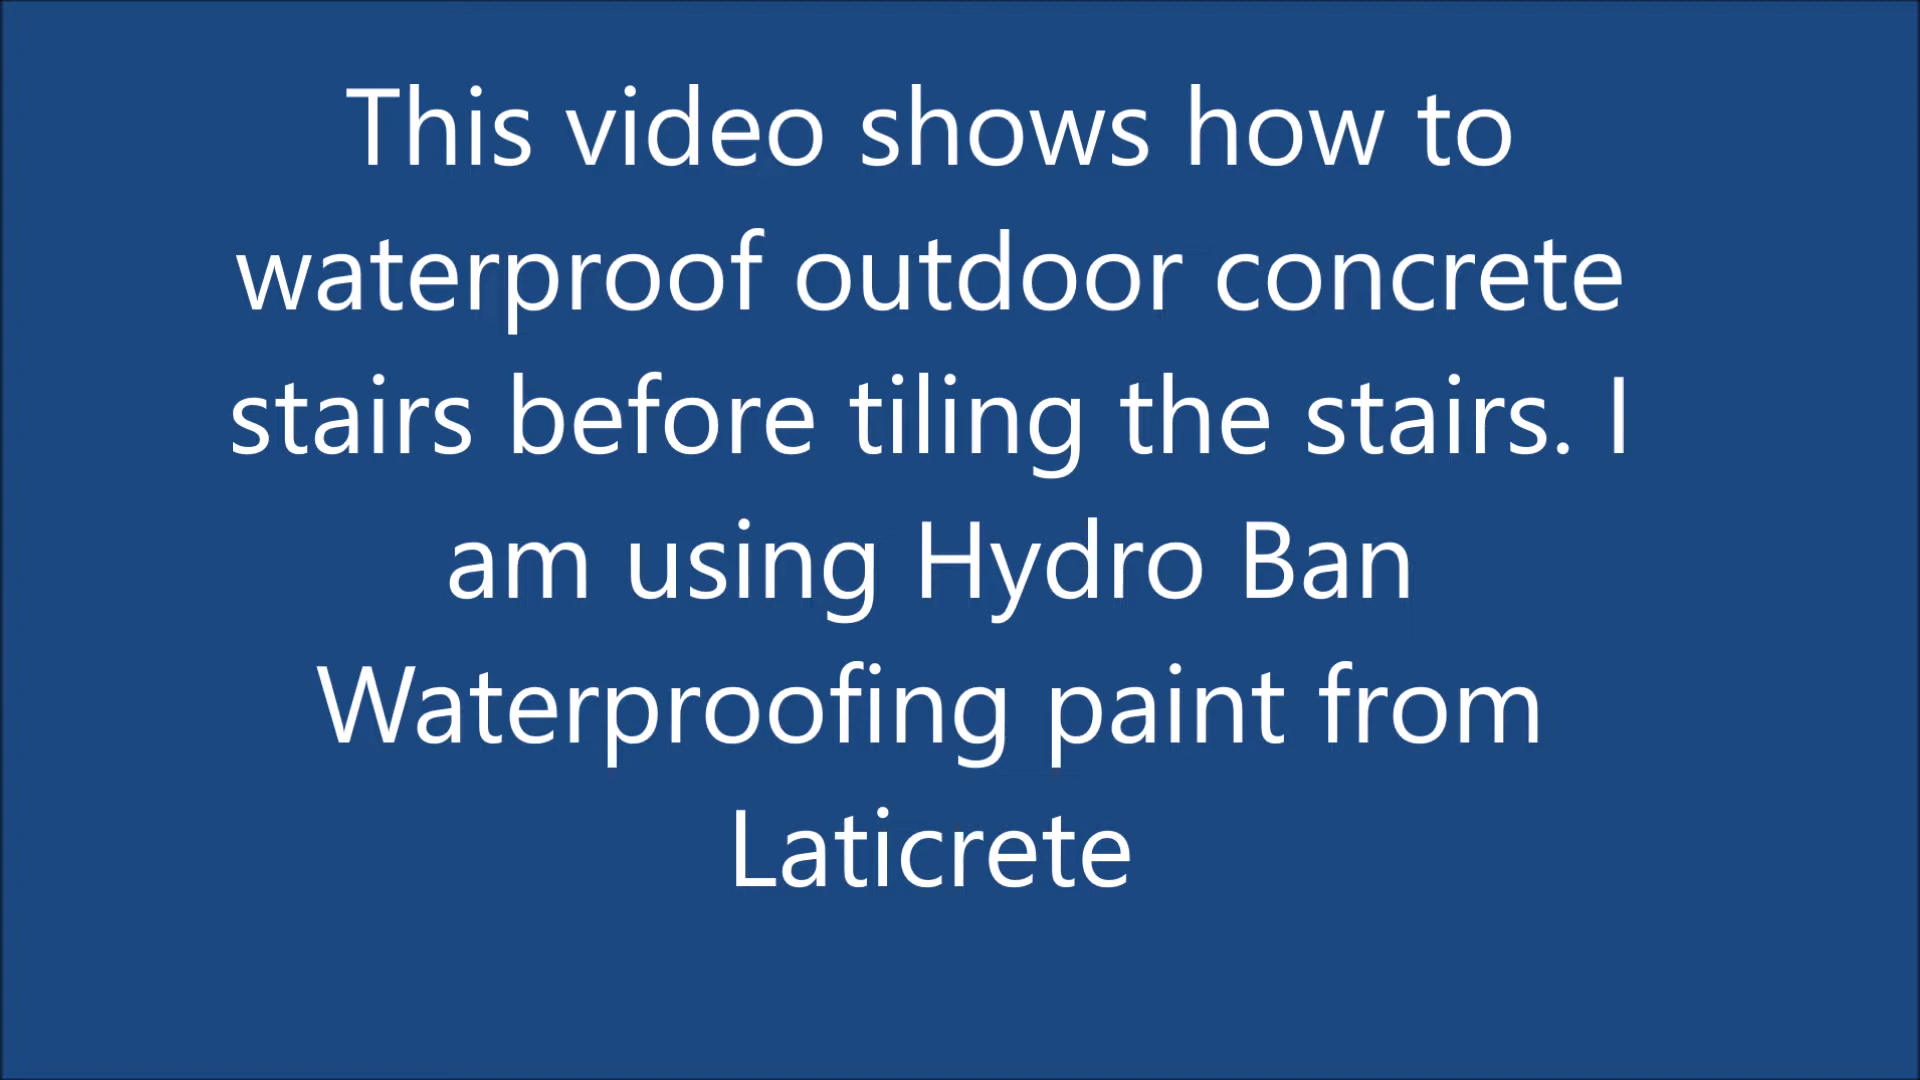 This video shows how to
waterproof outdoor concrete
stairs before tiling the stairs. I
am using Hydro Ban
Waterproofing paint from
Laticrete